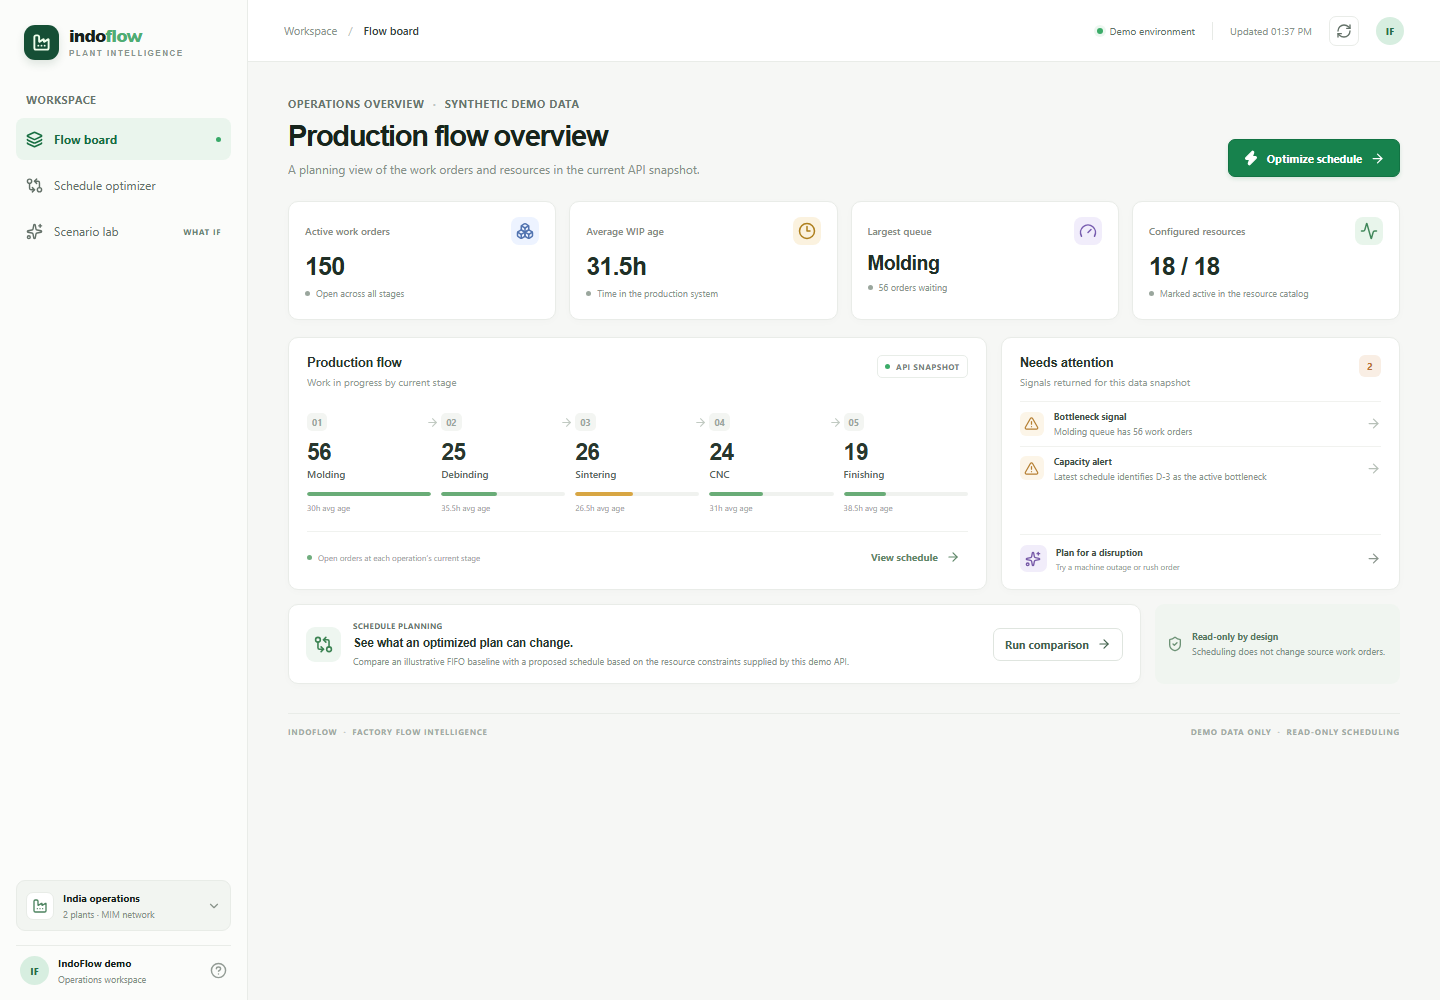 indoflow
PLANT INTELLIGENCE
WORKSPACE
Flow board
Schedule optimizer
Scenario lab WHAT IF
India operations
2 plants · MIM network
IF IndoFlow demo
Operations workspace
Workspace / Flow board
Demo environment
Updated 01:37 PM
IF
OPERATIONS OVERVIEW · SYNTHETIC DEMO DATA
Production flow overview
A planning view of the work orders and resources in the current API snapshot.
Optimize schedule
Active work orders
150
Open across all stages
Average WIP age
31.5h
Time in the production system
Largest queue
Molding
56 orders waiting
Configured resources
18 / 18
Marked active in the resource catalog
Production flow
Work in progress by current stage
API SNAPSHOT
01
56
Molding
30h avg age
02
25
Debinding
35.5h avg age
03
26
Sintering
26.5h avg age
04
24
CNC
31h avg age
05
19
Finishing
38.5h avg age
Open orders at each operation's current stage
View schedule
Needs attention
2
Signals returned for this data snapshot
Bottleneck signal
Molding queue has 56 work orders
Capacity alert
Latest schedule identifies D-3 as the active bottleneck
Plan for a disruption
Try a machine outage or rush order
SCHEDULE PLANNING
See what an optimized plan can change.
Compare an illustrative FIFO baseline with a proposed schedule based on the resource constraints supplied by this demo API.
Run comparison
Read-only by design
Scheduling does not change source work orders.
INDOFLOW · FACTORY FLOW INTELLIGENCE
DEMO DATA ONLY · READ-ONLY SCHEDULING